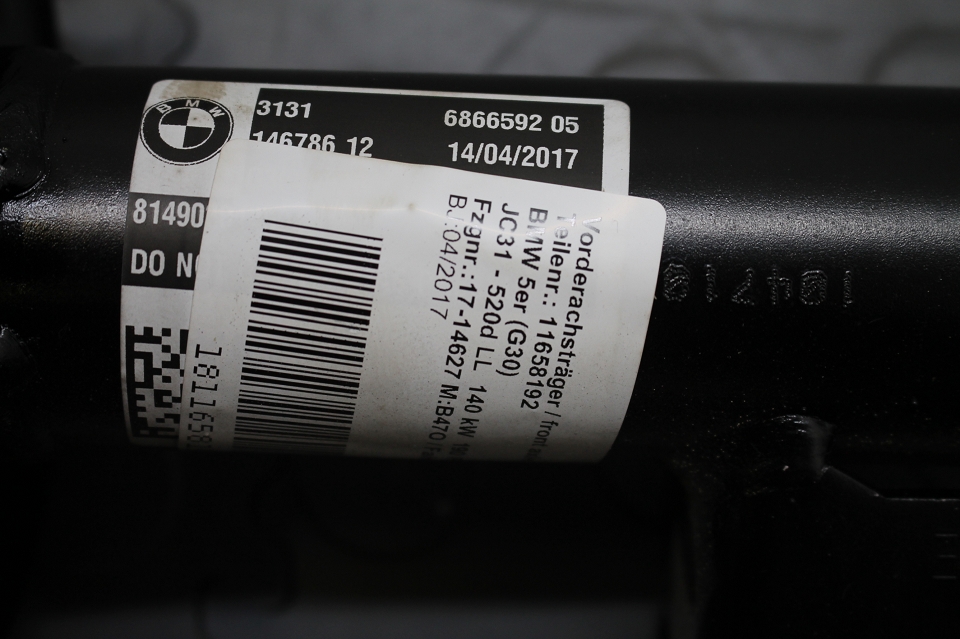 BMW
3131
6866592 05
146786 12
14/04/2017
81490
DO N
Vorderachsträger / front
Teilenr.: 11658192
BMW 5er (G30)
JC31 - 520d LL 140 kW
Fzgnr.:17-14627 M:B470
BJ:04/2017
1811658